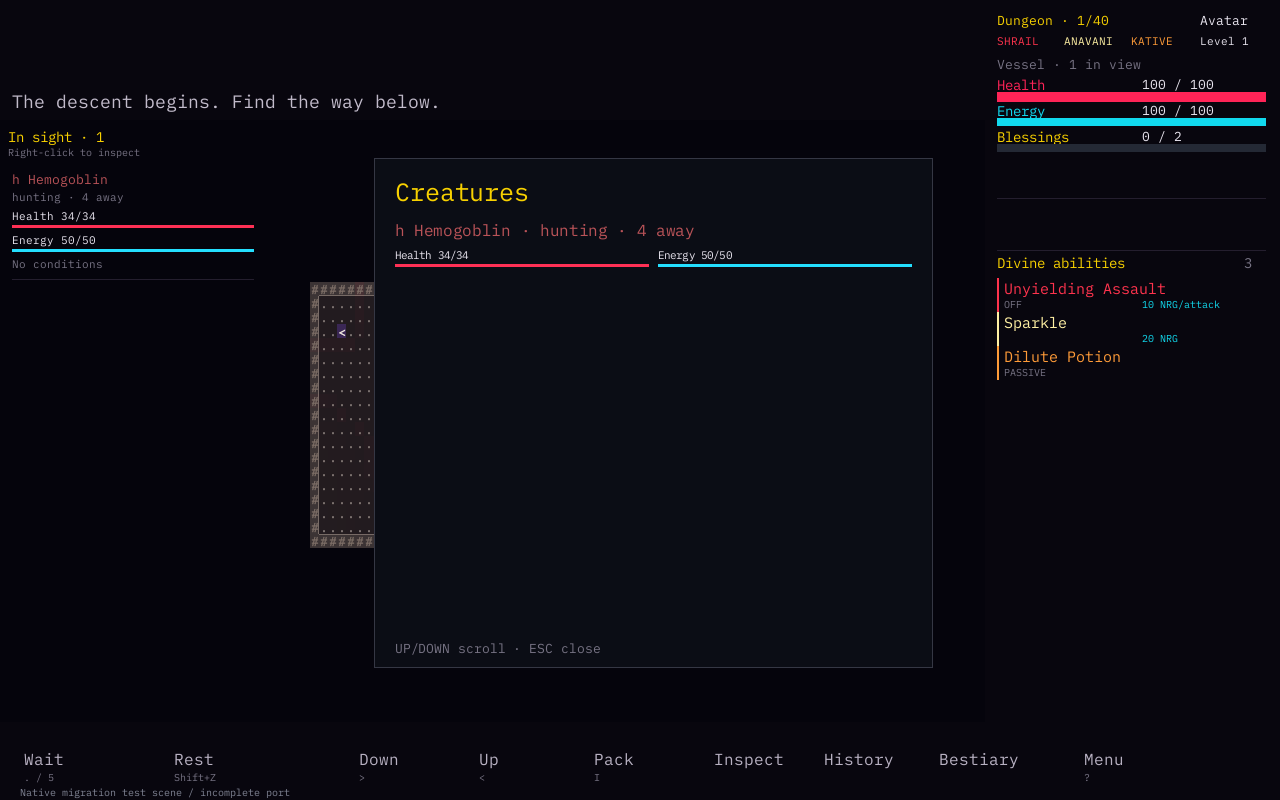 Dungeon · 1/40 Avatar
SHRAIL ANAVANI KATIVE Level 1
Vessel · 1 in view
Health 100 / 100
Energy 100 / 100
Blessings 0 / 2
The descent begins. Find the way below.
In sight · 1
Right-click to inspect
h Hemogoblin
hunting · 4 away
Health 34/34
Energy 50/50
No conditions
Creatures
h Hemogoblin · hunting · 4 away
Health 34/34 Energy 50/50
UP/DOWN scroll · ESC close
#######
#......
#......
#..<...
#......
#......
#......
#......
#......
#......
#......
#......
#......
#......
#......
#......
#......
#......
#######
Divine abilities 3
Unyielding Assault
OFF 10 NRG/attack
Sparkle
20 NRG
Dilute Potion
PASSIVE
Wait Rest Down Up Pack Inspect History Bestiary Menu
. / 5 Shift+Z > < I ?
Native migration test scene / incomplete port